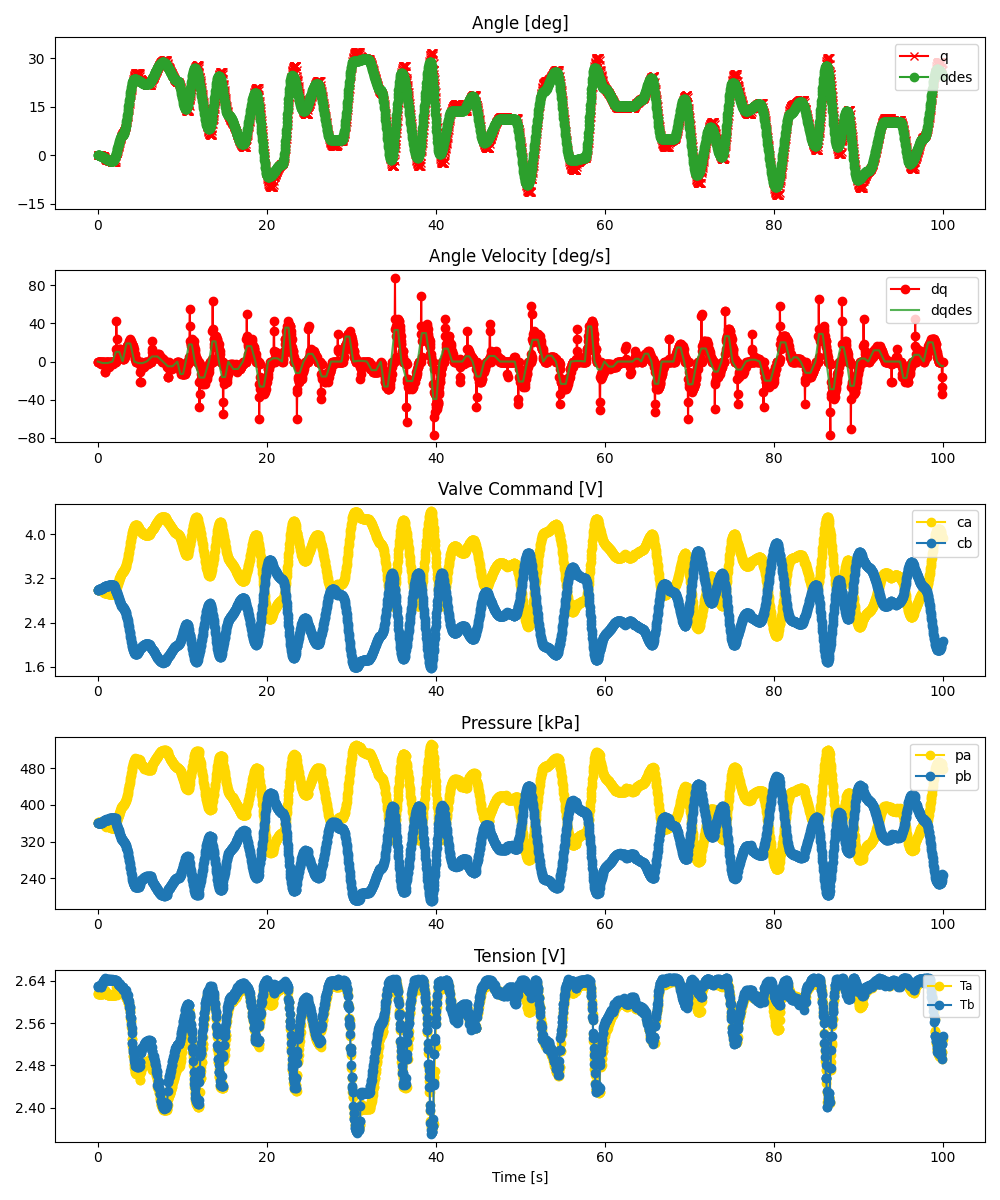 Angle [deg]
30
15
0
−15
q
qdes
0 20 40 60 80 100
Angle Velocity [deg/s]
80
40
0
−40
−80
dq
dqdes
0 20 40 60 80 100
Valve Command [V]
4.0
3.2
2.4
1.6
ca
cb
0 20 40 60 80 100
Pressure [kPa]
480
400
320
240
pa
pb
0 20 40 60 80 100
Tension [V]
2.64
2.56
2.48
2.40
Ta
Tb
0 20 40 60 80 100
Time [s]